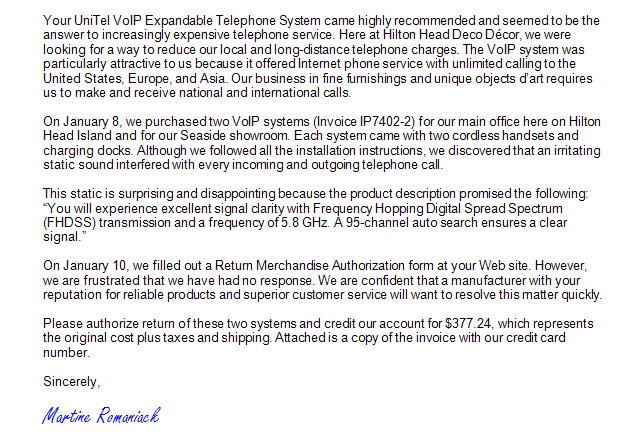 Your UniTel VoIP Expandable Telephone System came highly recommended and seemed to be the
answer to increasingly expensive telephone service. Here at Hilton Head Deco Décor, we were
looking for a way to reduce our local and long-distance telephone charges. The VoIP system was
particularly attractive to us because it offered Internet phone service with unlimited calling to the
United States, Europe, and Asia. Our business in fine furnishings and unique objects d'art requires
us to make and receive national and international calls.
On January 8, we purchased two VoIP systems (Invoice IP7402-2) for our main office here on Hilton
Head Island and for our Seaside showroom. Each system came with two cordless handsets and
charging docks. Although we followed all the installation instructions, we discovered that an irritating
static sound interfered with every incoming and outgoing telephone call.
This static is surprising and disappointing because the product description promised the following:
“You will experience excellent signal clarity with Frequency Hopping Digital Spread Spectrum
(FHDSS) transmission and a frequency of 5.8 GHz. A 95-channel auto search ensures a clear
signal.”
On January 10, we filled out a Return Merchandise Authorization form at your Web site. However,
we are frustrated that we have had no response. We are confident that a manufacturer with your
reputation for reliable products and superior customer service will want to resolve this matter quickly.
Please authorize return of these two systems and credit our account for $377.24, which represents
the original cost plus taxes and shipping. Attached is a copy of the invoice with our credit card
number.
Sincerely,
Martine Romaniack